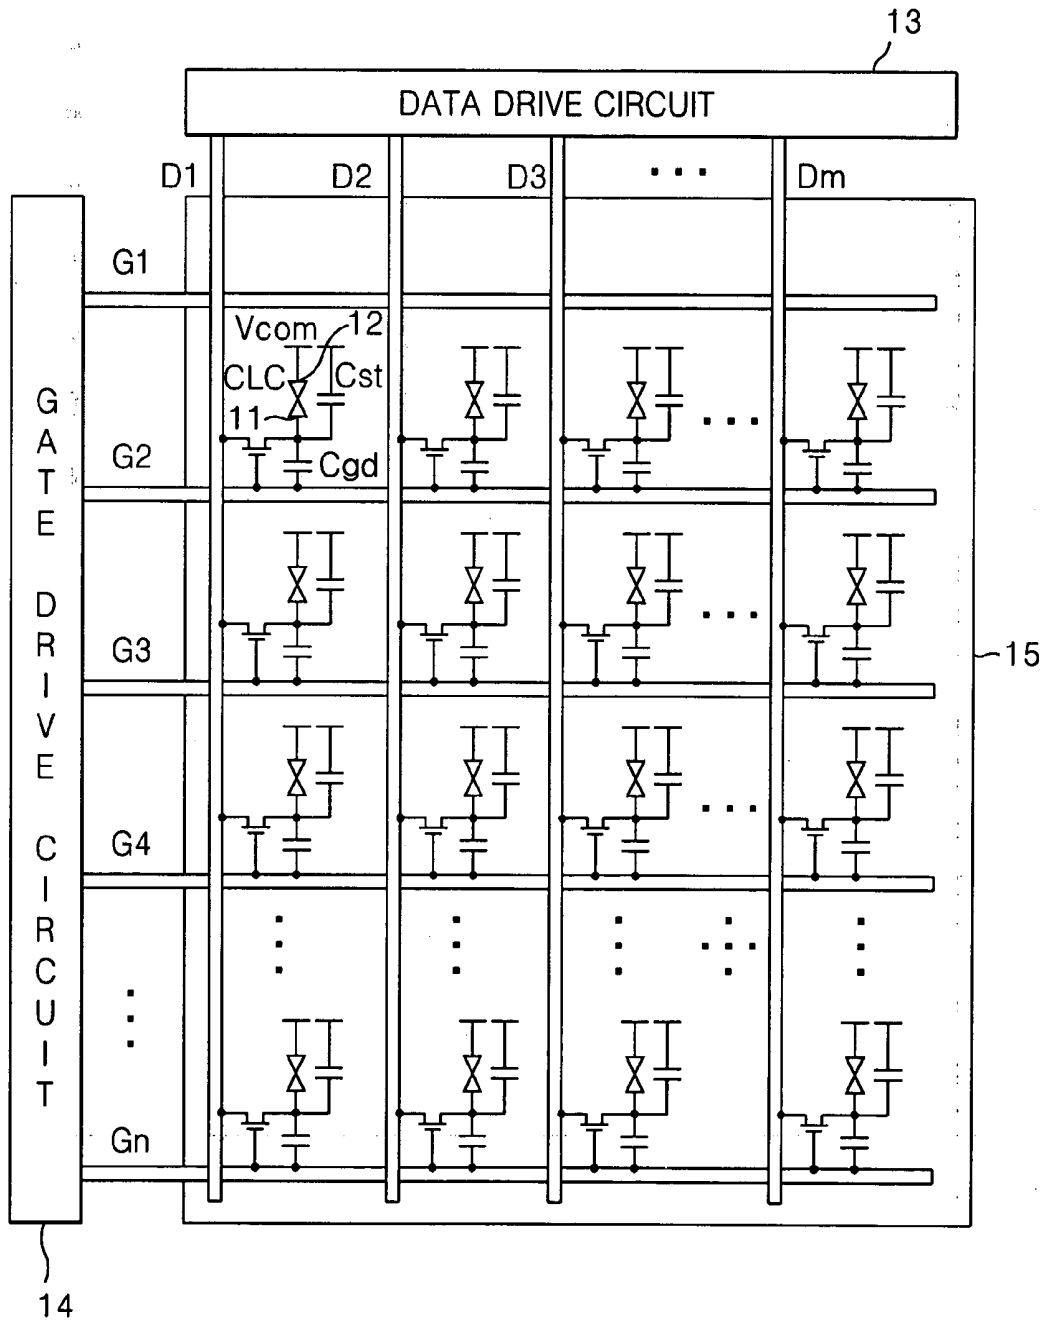 13
DATA DRIVE CIRCUIT
D1 D2 D3 Dm
G1
Vcom 12
CLC Cst
11
G2
Cgd
G3
15
G4
Gn
GATE DRIVE CIRCUIT
14